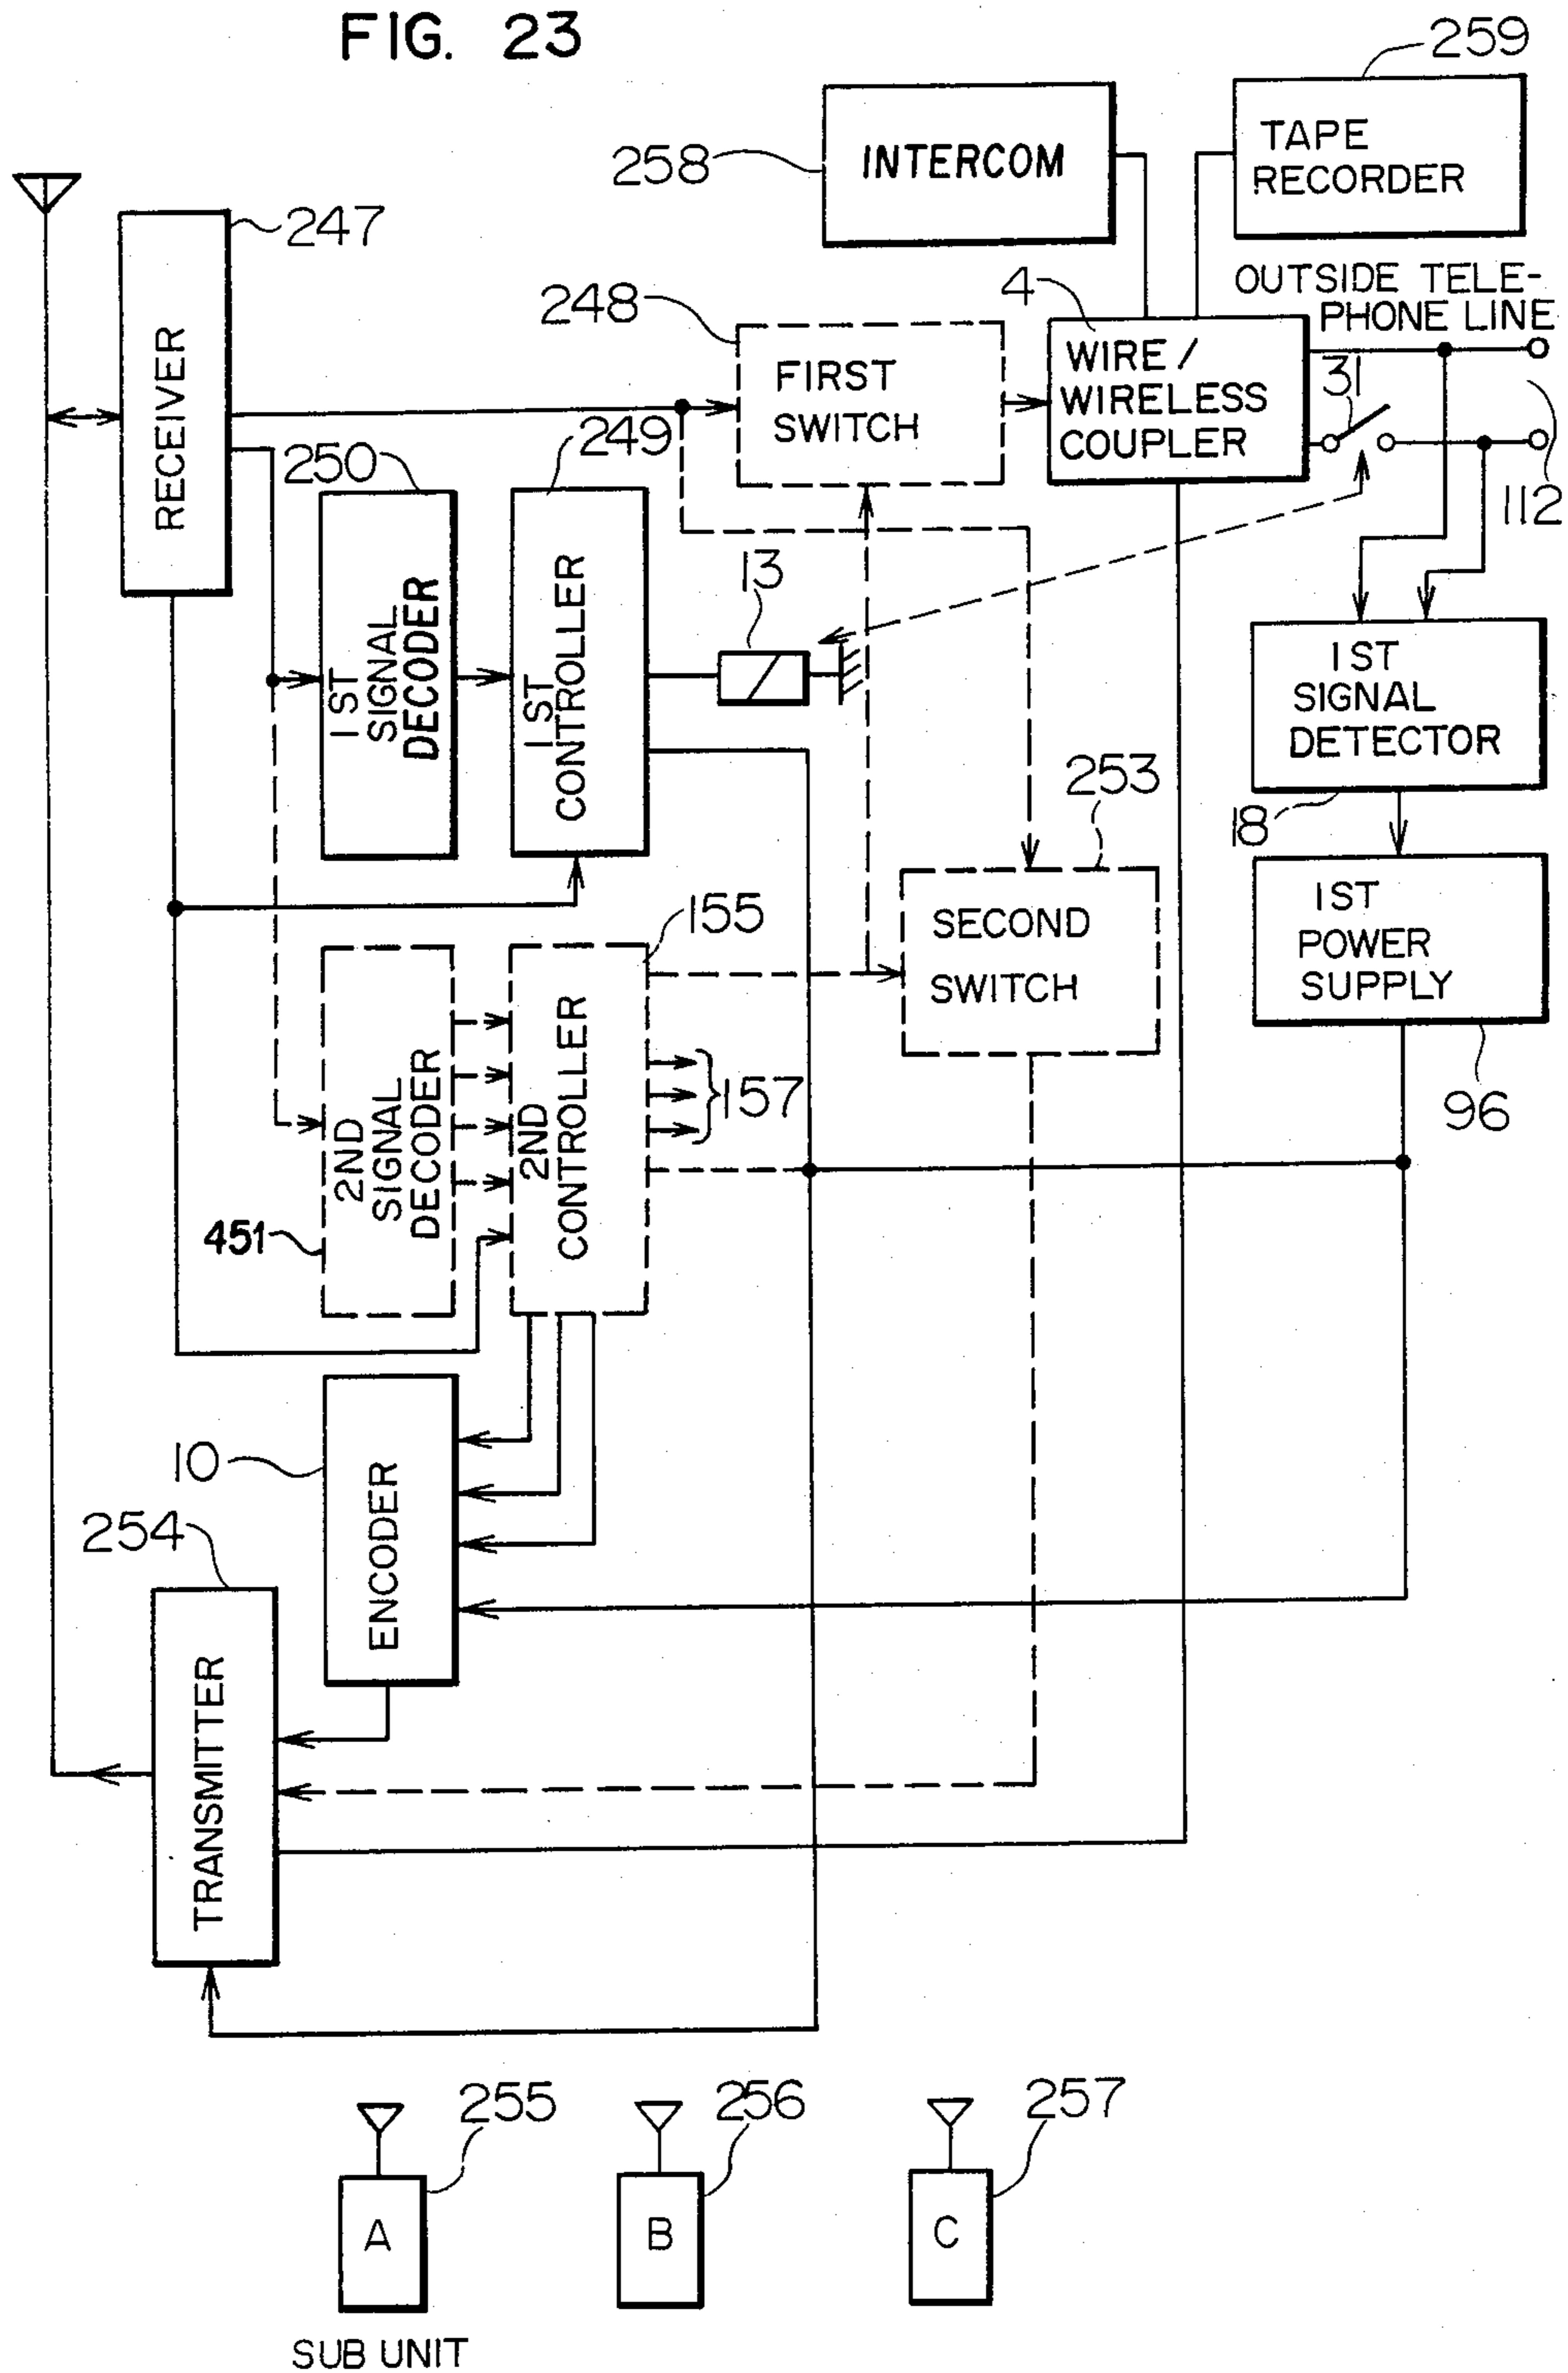 FIG. 23
259
258
INTERCOM
TAPE
RECORDER
247
RECEIVER
248
FIRST
SWITCH
4
WIRE /
WIRELESS
COUPLER
OUTSIDE TELE-
PHONE LINE
31
112
250
1ST
SIGNAL
DECODER
249
1ST
CONTROLLER
13
1ST
SIGNAL
DETECTOR
18
253
SECOND
SWITCH
1ST
POWER
SUPPLY
96
155
2ND
SIGNAL
DECODER
451
2ND
CONTROLLER
157
10
ENCODER
254
TRANSMITTER
255
A
256
B
257
C
SUB UNIT